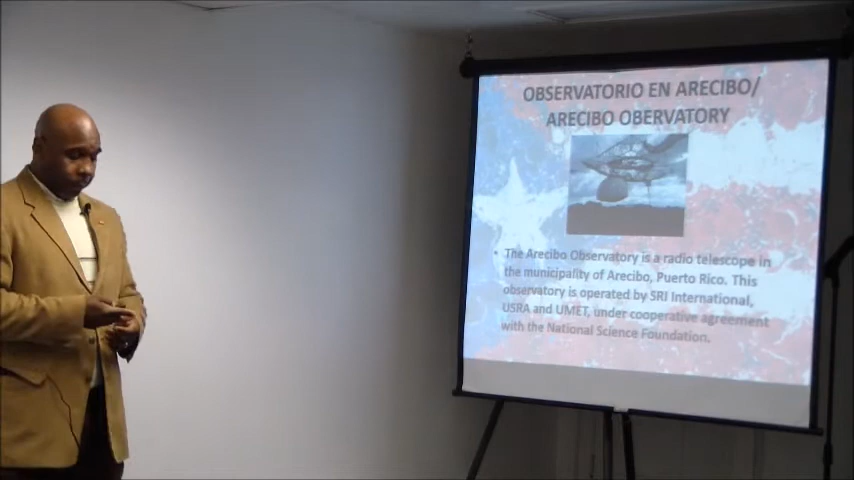 OBSERVATORIO EN ARECIBO/
ARECIBO OBERVATORY
• The Arecibo Observatory is a radio telescope in
the municipality of Arecibo, Puerto Rico. This
observatory is operated by SRI International,
USRA and UMET, under cooperative agreement
with the National Science Foundation